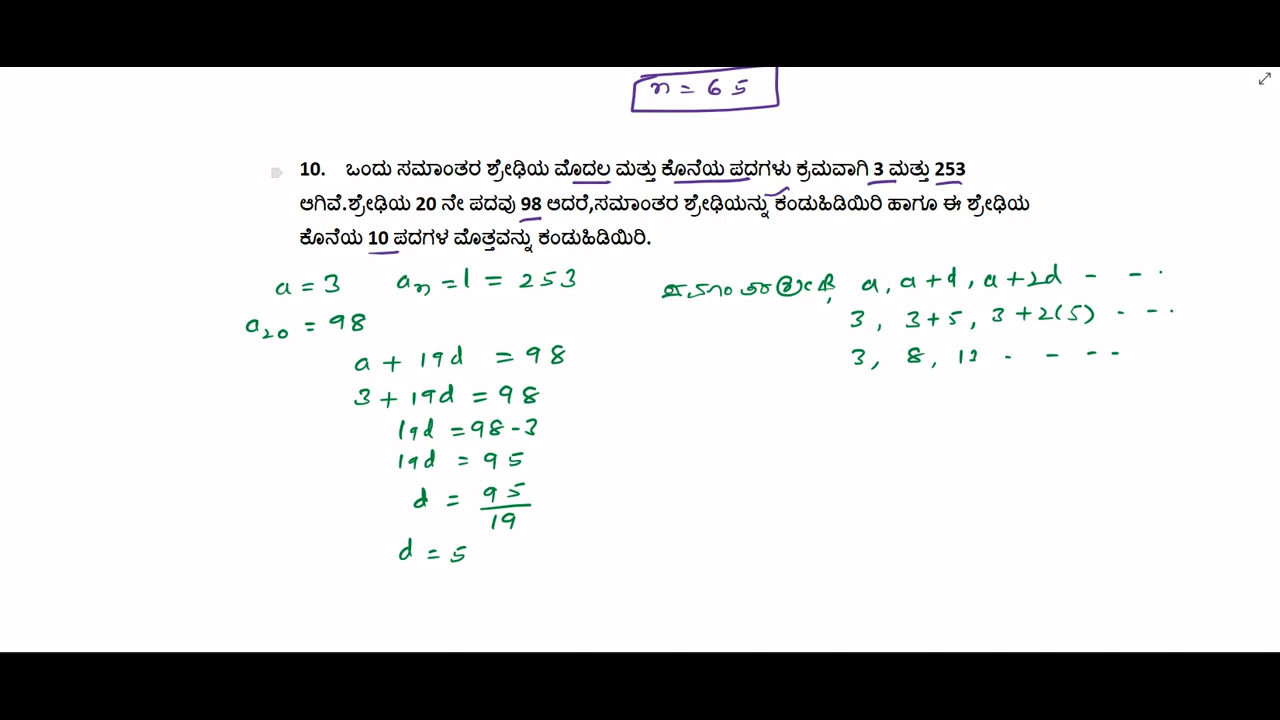 n = 65
10. ಒಂದು ಸಮಾಂತರ ಶ್ರೇಢಿಯ ಮೊದಲ ಮತ್ತು ಕೊನೆಯ ಪದಗಳು ಕ್ರಮವಾಗಿ 3 ಮತ್ತು 253
ಆಗಿವೆ.ಶ್ರೇಢಿಯ 20 ನೇ ಪದವು 98 ಆದರೆ,ಸಮಾಂತರ ಶ್ರೇಢಿಯನ್ನು ಕಂಡುಹಿಡಿಯಿರಿ ಹಾಗೂ ಈ ಶ್ರೇಢಿಯ
ಕೊನೆಯ 10 ಪದಗಳ ಮೊತ್ತವನ್ನು ಕಂಡುಹಿಡಿಯಿರಿ.
a = 3 aₙ = l = 253
a₂₀ = 98
a + 19d = 98
3 + 19d = 98
19d = 98 - 3
19d = 95
d = 95/19
d = 5
a, a+d, a+2d - - .
3, 3+5, 3+2(5) - - .
3, 8, 13 - - - -